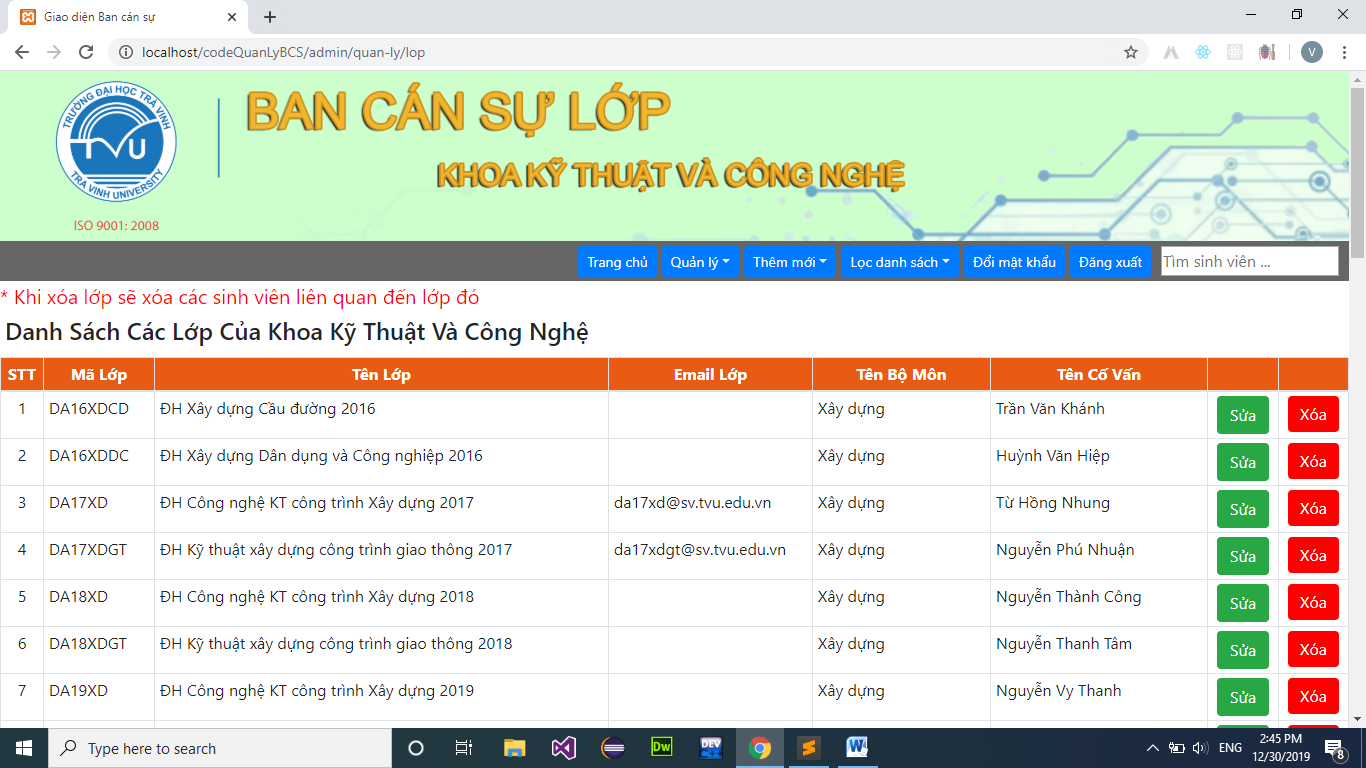 Giao diện Ban cán sự
localhost/codeQuanLyBCS/admin/quan-ly/lop
V
TRƯỜNG ĐẠI HỌC TRÀ VINH
TVU
TRA VINH UNIVERSITY
ISO 9001: 2008
BAN CÁN SỰ LỚP
KHOA KỸ THUẬT VÀ CÔNG NGHỆ
Trang chủ Quản lý Thêm mới Lọc danh sách Đổi mật khẩu Đăng xuất Tìm sinh viên ...
* Khi xóa lớp sẽ xóa các sinh viên liên quan đến lớp đó
Danh Sách Các Lớp Của Khoa Kỹ Thuật Và Công Nghệ
STT Mã Lớp Tên Lớp Email Lớp Tên Bộ Môn Tên Cố Vấn
1 DA16XDCD ĐH Xây dựng Cầu đường 2016 Xây dựng Trần Văn Khánh Sửa Xóa
2 DA16XDDC ĐH Xây dựng Dân dụng và Công nghiệp 2016 Xây dựng Huỳnh Văn Hiệp Sửa Xóa
3 DA17XD ĐH Công nghệ KT công trình Xây dựng 2017 da17xd@sv.tvu.edu.vn Xây dựng Từ Hồng Nhung Sửa Xóa
4 DA17XDGT ĐH Kỹ thuật xây dựng công trình giao thông 2017 da17xdgt@sv.tvu.edu.vn Xây dựng Nguyễn Phú Nhuận Sửa Xóa
5 DA18XD ĐH Công nghệ KT công trình Xây dựng 2018 Xây dựng Nguyễn Thành Công Sửa Xóa
6 DA18XDGT ĐH Kỹ thuật xây dựng công trình giao thông 2018 Xây dựng Nguyễn Thanh Tâm Sửa Xóa
7 DA19XD ĐH Công nghệ KT công trình Xây dựng 2019 Xây dựng Nguyễn Vy Thanh Sửa Xóa
Type here to search
Dw
DEV
W
ENG
2:45 PM
12/30/2019
8